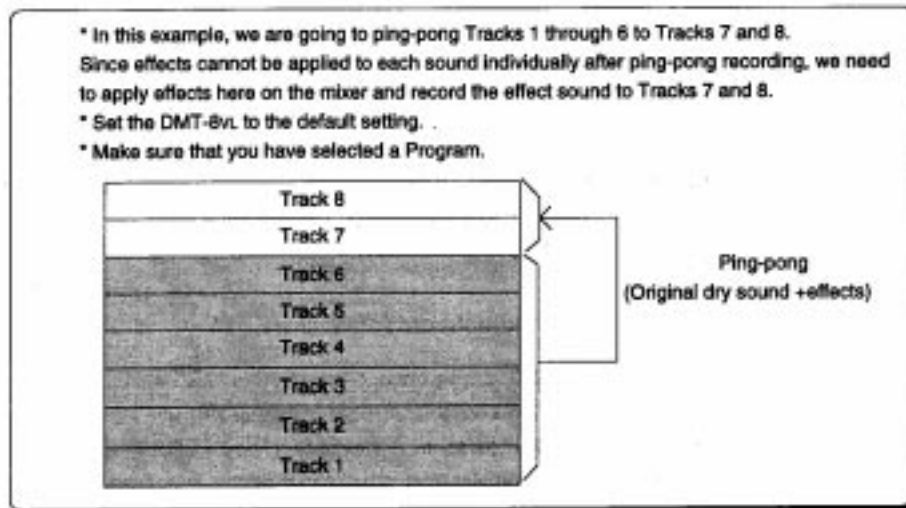 * In this example, we are going to ping-pong Tracks 1 through 6 to Tracks 7 and 8.
Since effects cannot be applied to each sound individually after ping-pong recording, we need
to apply effects here on the mixer and record the effect sound to Tracks 7 and 8.
* Set the DMT-8VL to the default setting.
* Make sure that you have selected a Program.
Track 8
Track 7
Track 6
Track 5
Track 4
Track 3
Track 2
Track 1
Ping-pong
(Original dry sound +effects)